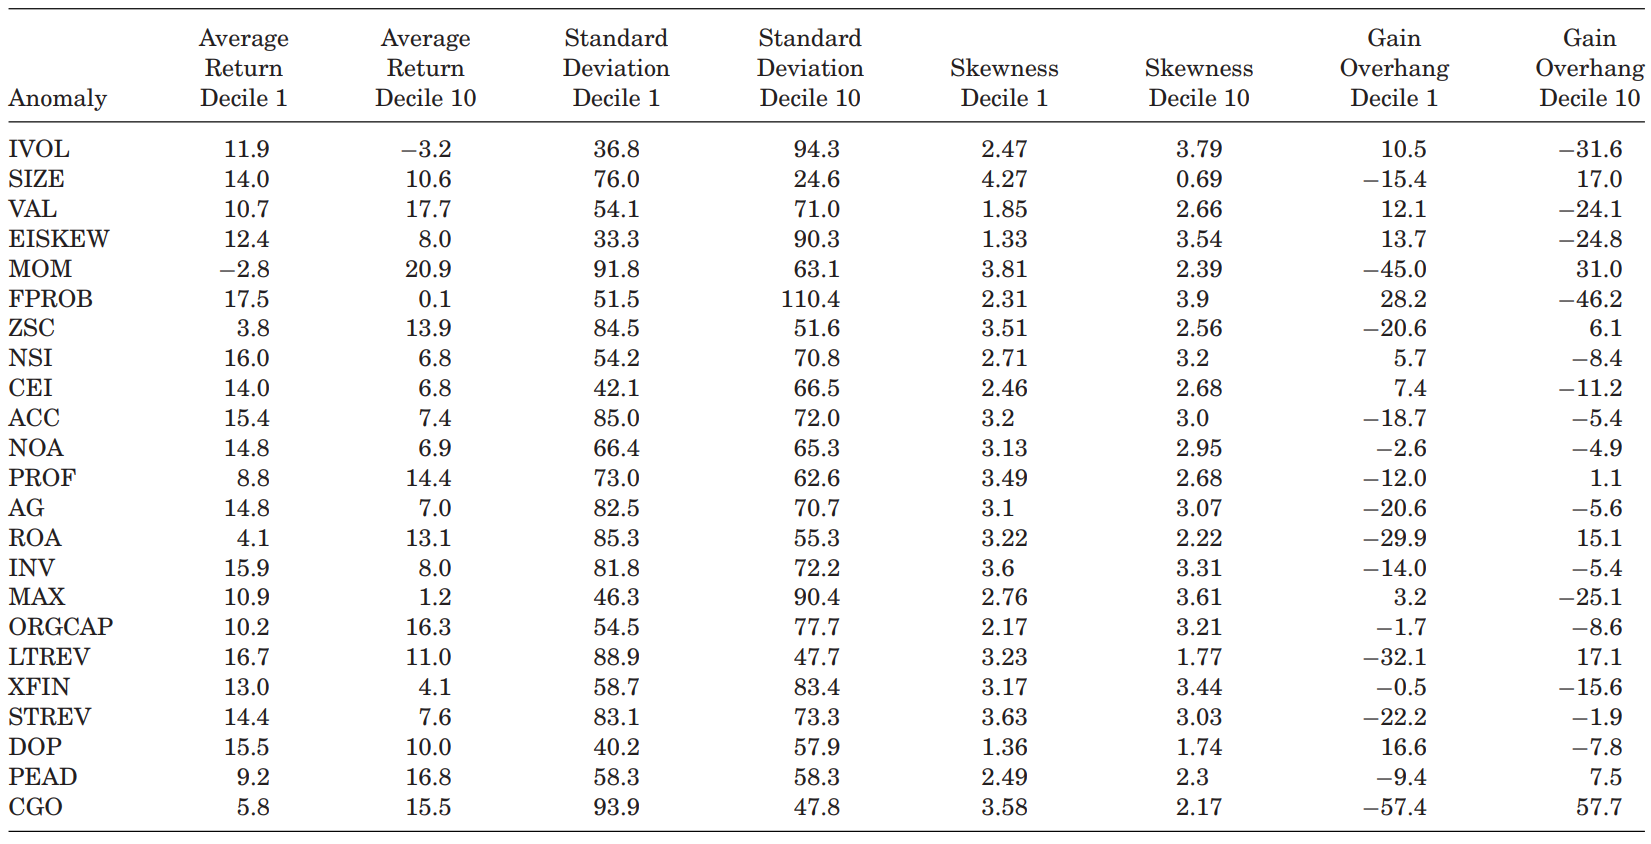 Average Average Standard Standard Gain Gain
Return Return Deviation Deviation Skewness Skewness Overhang Overhang
Anomaly Decile 1 Decile 10 Decile 1 Decile 10 Decile 1 Decile 10 Decile 1 Decile 10
IVOL 11.9 −3.2 36.8 94.3 2.47 3.79 10.5 −31.6
SIZE 14.0 10.6 76.0 24.6 4.27 0.69 −15.4 17.0
VAL 10.7 17.7 54.1 71.0 1.85 2.66 12.1 −24.1
EISKEW 12.4 8.0 33.3 90.3 1.33 3.54 13.7 −24.8
MOM −2.8 20.9 91.8 63.1 3.81 2.39 −45.0 31.0
FPROB 17.5 0.1 51.5 110.4 2.31 3.9 28.2 −46.2
ZSC 3.8 13.9 84.5 51.6 3.51 2.56 −20.6 6.1
NSI 16.0 6.8 54.2 70.8 2.71 3.2 5.7 −8.4
CEI 14.0 6.8 42.1 66.5 2.46 2.68 7.4 −11.2
ACC 15.4 7.4 85.0 72.0 3.2 3.0 −18.7 −5.4
NOA 14.8 6.9 66.4 65.3 3.13 2.95 −2.6 −4.9
PROF 8.8 14.4 73.0 62.6 3.49 2.68 −12.0 1.1
AG 14.8 7.0 82.5 70.7 3.1 3.07 −20.6 −5.6
ROA 4.1 13.1 85.3 55.3 3.22 2.22 −29.9 15.1
INV 15.9 8.0 81.8 72.2 3.6 3.31 −14.0 −5.4
MAX 10.9 1.2 46.3 90.4 2.76 3.61 3.2 −25.1
ORGCAP 10.2 16.3 54.5 77.7 2.17 3.21 −1.7 −8.6
LTREV 16.7 11.0 88.9 47.7 3.23 1.77 −32.1 17.1
XFIN 13.0 4.1 58.7 83.4 3.17 3.44 −0.5 −15.6
STREV 14.4 7.6 83.1 73.3 3.63 3.03 −22.2 −1.9
DOP 15.5 10.0 40.2 57.9 1.36 1.74 16.6 −7.8
PEAD 9.2 16.8 58.3 58.3 2.49 2.3 −9.4 7.5
CGO 5.8 15.5 93.9 47.8 3.58 2.17 −57.4 57.7